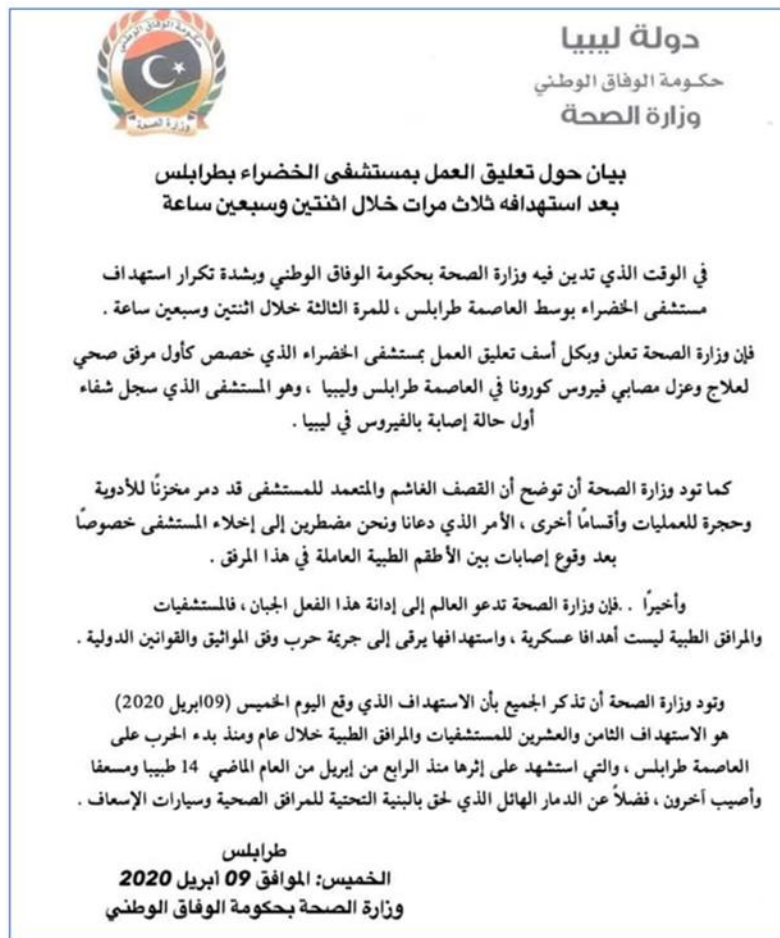 حكومة الوفاق الوطني
وزارة الصحة
دولة ليبيا
حكومة الوفاق الوطني
وزارة الصحة
بيان حول تعليق العمل بمستشفى الخضراء بطرابلس
بعد استهدافه ثلاث مرات خلال اثنتين وسبعين ساعة
في الوقت الذي تدين فيه وزارة الصحة بحكومة الوفاق الوطني وبشدة تكرار استهداف
مستشفى الخضراء بوسط العاصمة طرابلس ، للمرة الثالثة خلال اثنتين وسبعين ساعة .
فإن وزارة الصحة تعلن وبكل أسف تعليق العمل بمستشفى الخضراء الذي خصص كأول مرفق صحي
لعلاج وعزل مصابي فيروس كورونا في العاصمة طرابلس وليبيا ، وهو المستشفى الذي سجل شفاء
أول حالة إصابة بالفيروس في ليبيا .
كما تود وزارة الصحة أن توضح أن القصف الغاشم والمتعمد للمستشفى قد دمر مخزنًا للأدوية
وحجرة للعمليات وأقسامًا أخرى ، الأمر الذي دعانا ونحن مضطرين إلى إخلاء المستشفى خصوصًا
بعد وقوع إصابات بين الأطقم الطبية العاملة في هذا المرفق .
وأخيرًا . ..فإن وزارة الصحة تدعو العالم إلى إدانة هذا الفعل الجبان ، فالمستشفيات
والمرافق الطبية ليست أهدافا عسكرية ، واستهدافها يرقى إلى جريمة حرب وفق المواثيق والقوانين الدولية .
وتود وزارة الصحة أن تذكر الجميع بأن الاستهداف الذي وقع اليوم الخميس (09ابريل 2020)
هو الاستهداف الثامن والعشرين للمستشفيات والمرافق الطبية خلال عام ومنذ بدء الحرب على
العاصمة طرابلس ، والتي استشهد على إثرها منذ الرابع من إبريل من العام الماضي 14 طبيبا ومسعفا
وأصيب آخرون ، فضلاً عن الدمار الهائل الذي لحق بالبنية التحتية للمرافق الصحية وسيارات الإسعاف .
طرابلس
الخميس: الموافق 09 أبريل 2020
وزارة الصحة بحكومة الوفاق الوطني